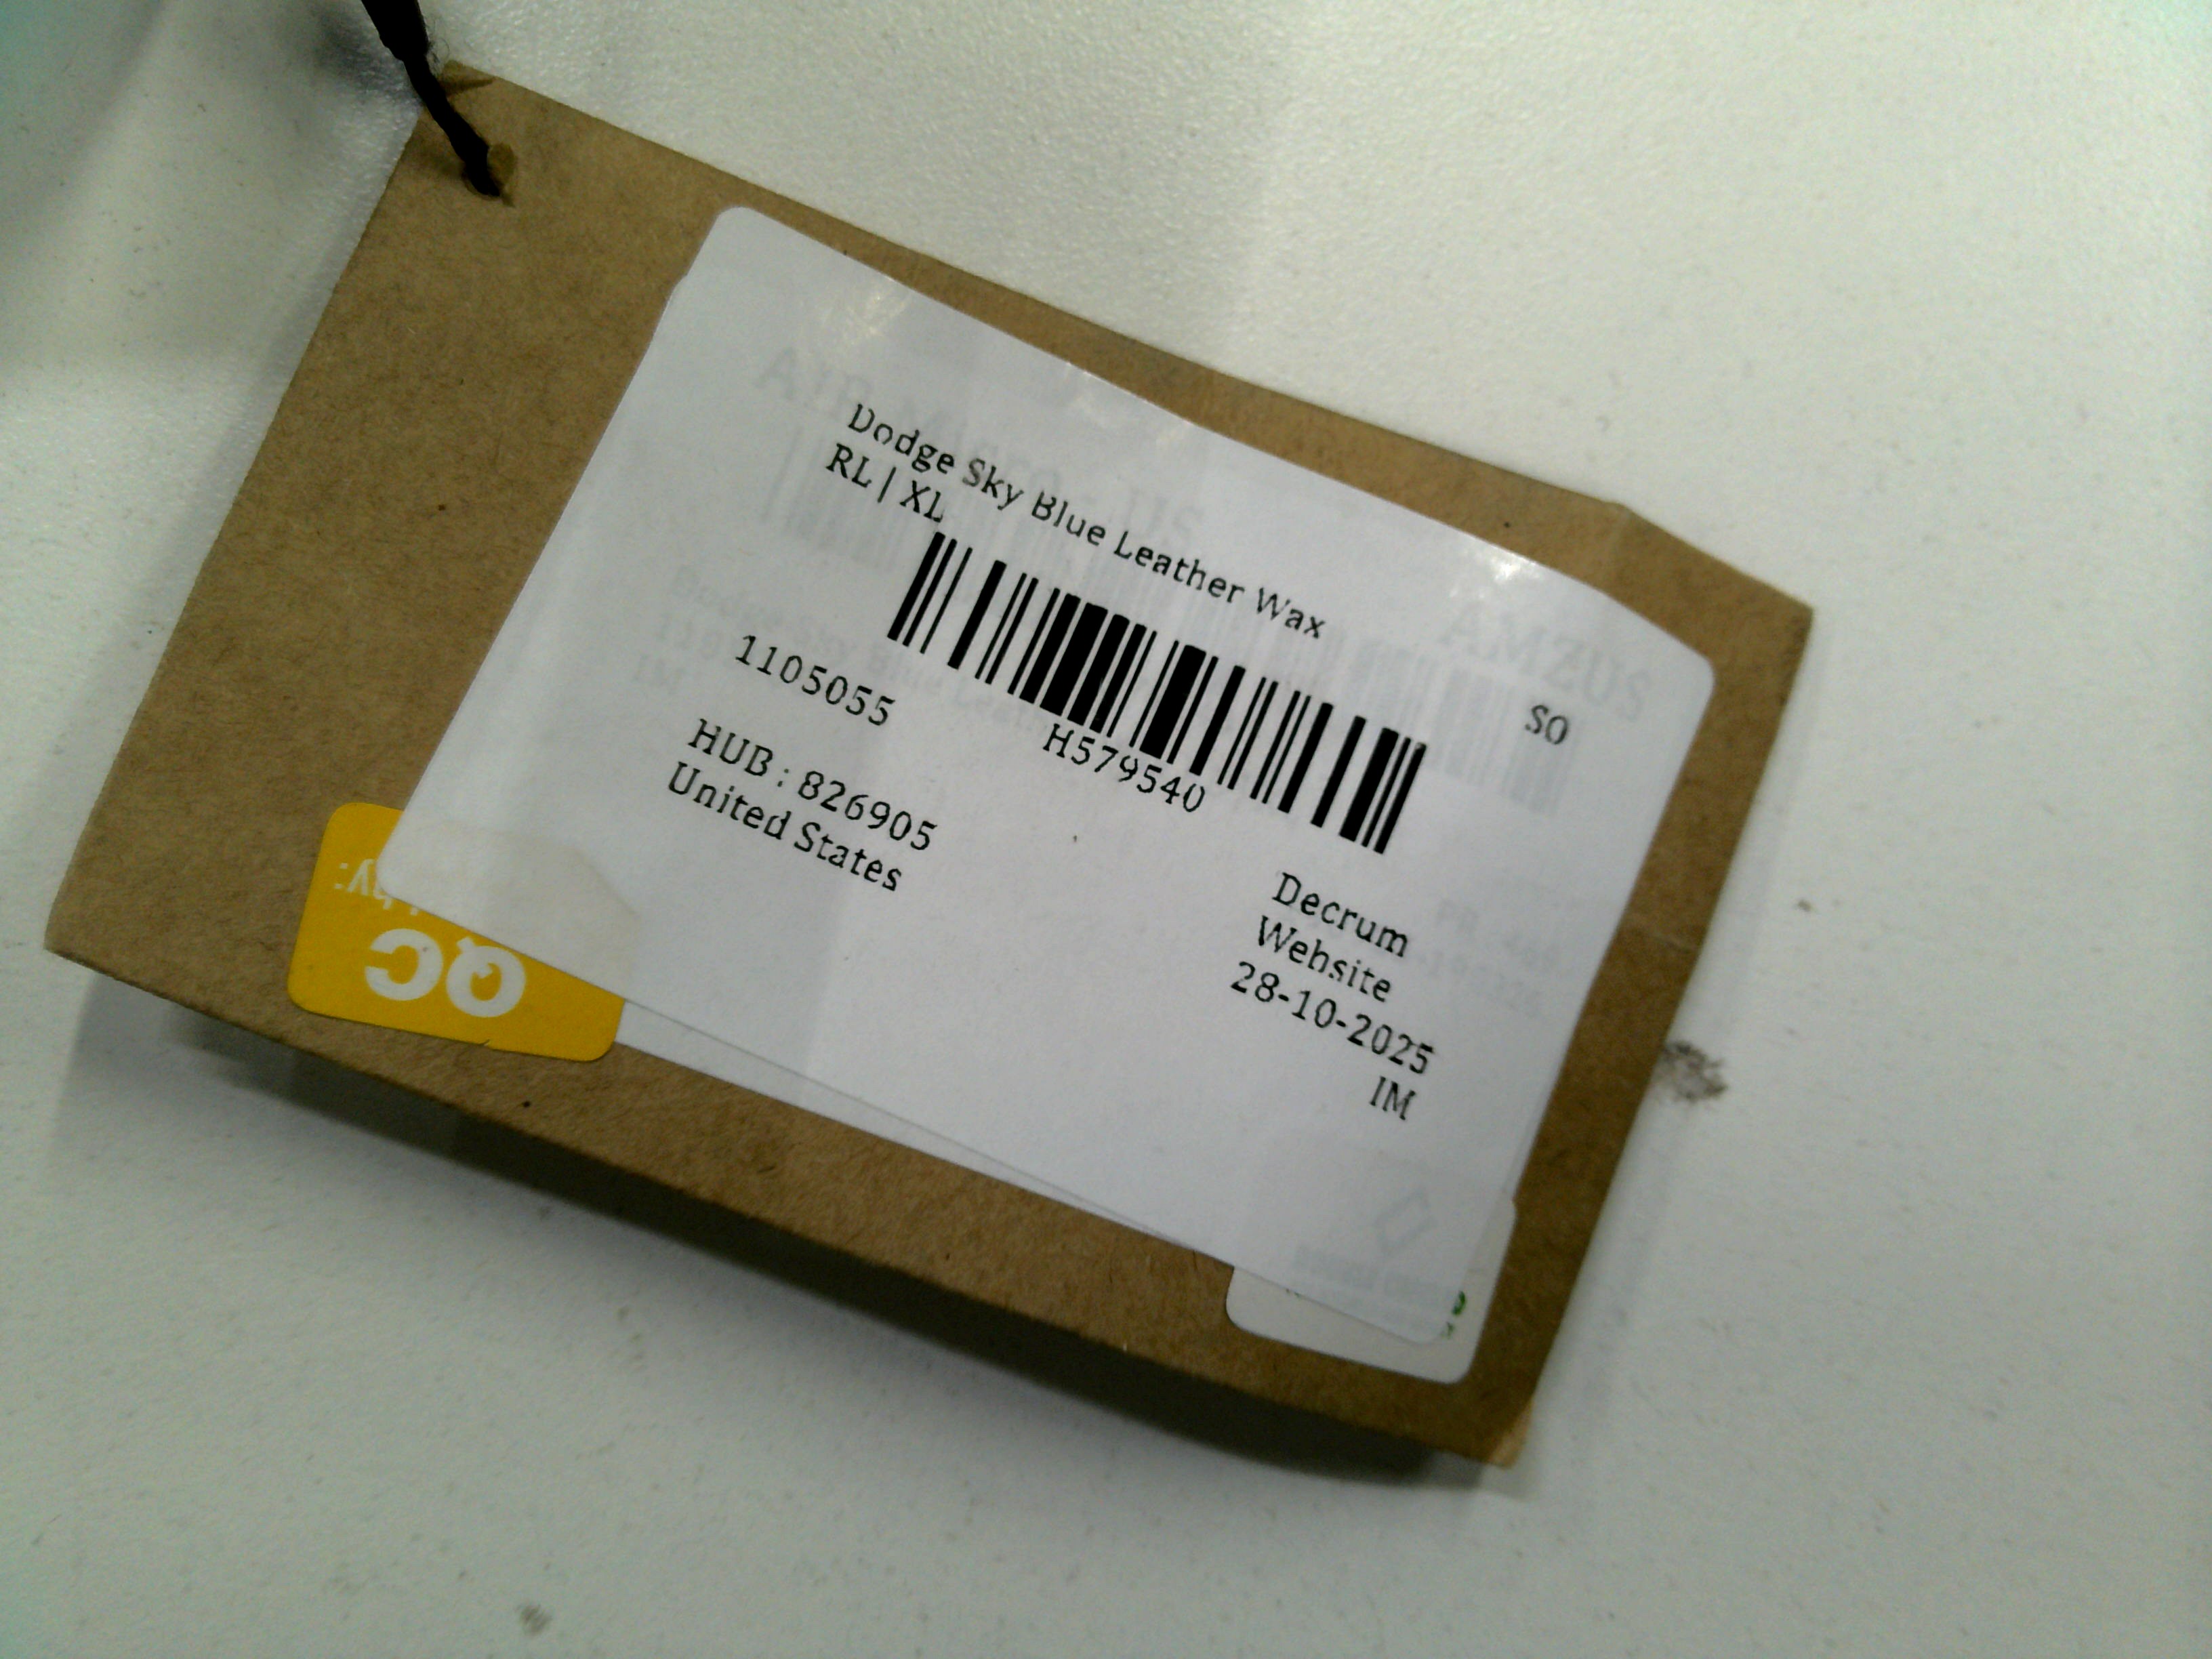 Dodge Sky Blue Leather Wax
RL | XL
SO
1105055
H579540
HUB : 826905
United States
Decrum
Website
28-10-2025
IM
QC